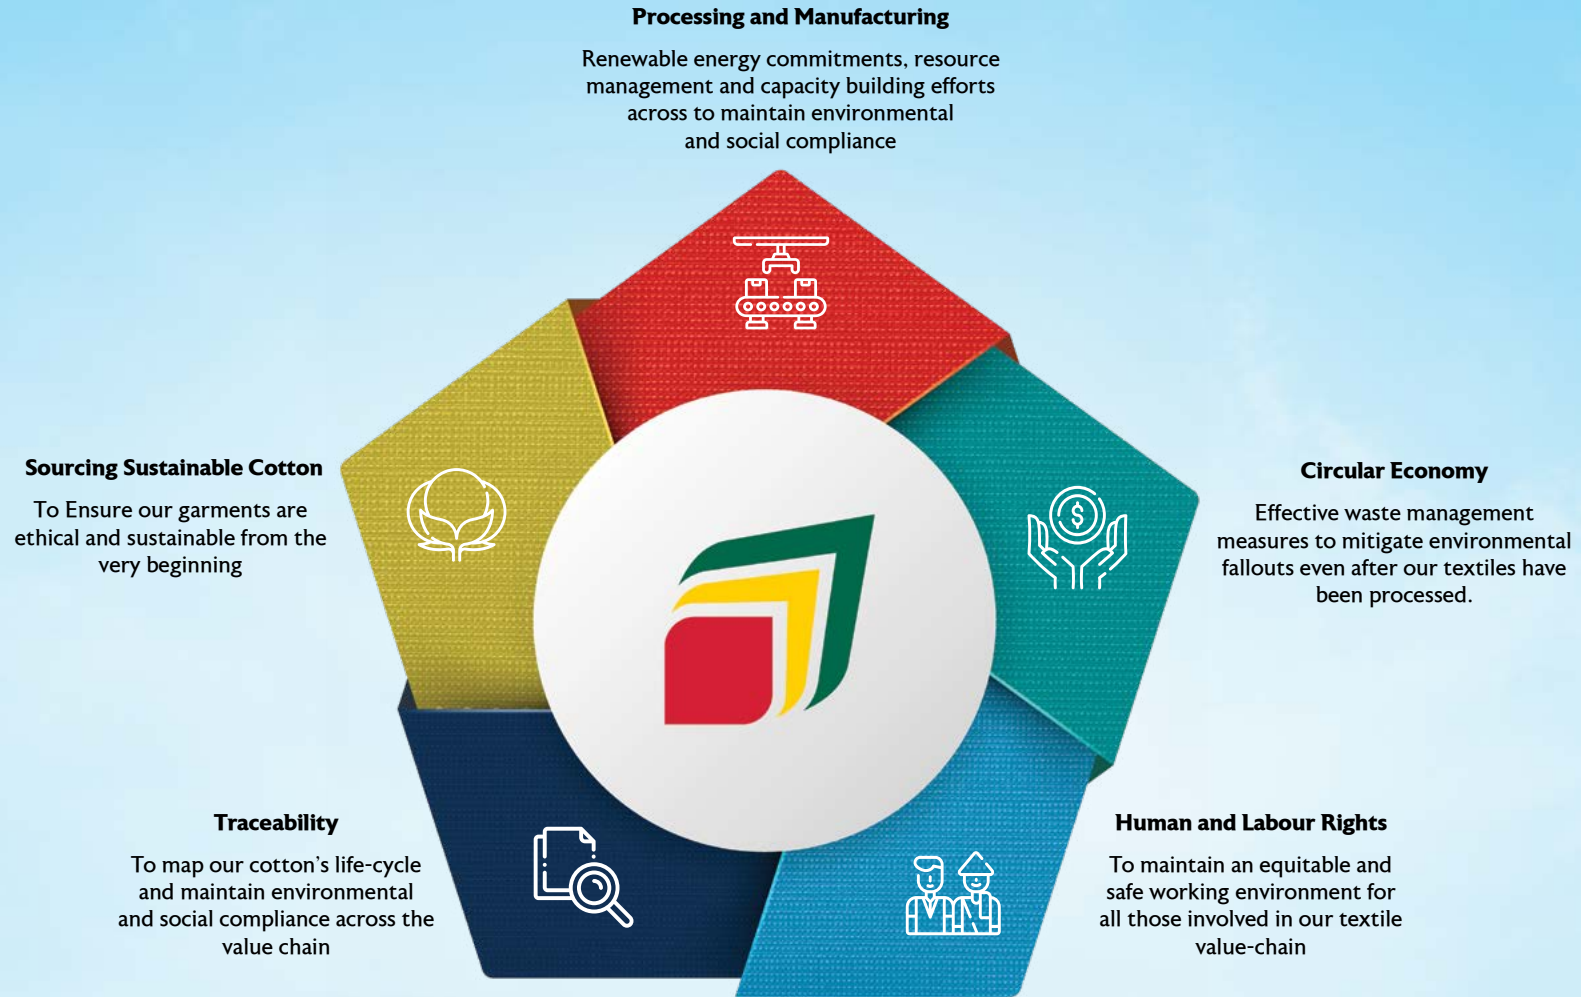 Processing and Manufacturing
Renewable energy commitments, resource
management and capacity building efforts
across to maintain environmental
and social compliance
Sourcing Sustainable Cotton
To Ensure our garments are
ethical and sustainable from the
very beginning
Circular Economy
Effective waste management
measures to mitigate environmental
fallouts even after our textiles have
been processed.
$
Traceability
To map our cotton’s life-cycle
and maintain environmental
and social compliance across the
value chain
Human and Labour Rights
To maintain an equitable and
safe working environment for
all those involved in our textile
value-chain